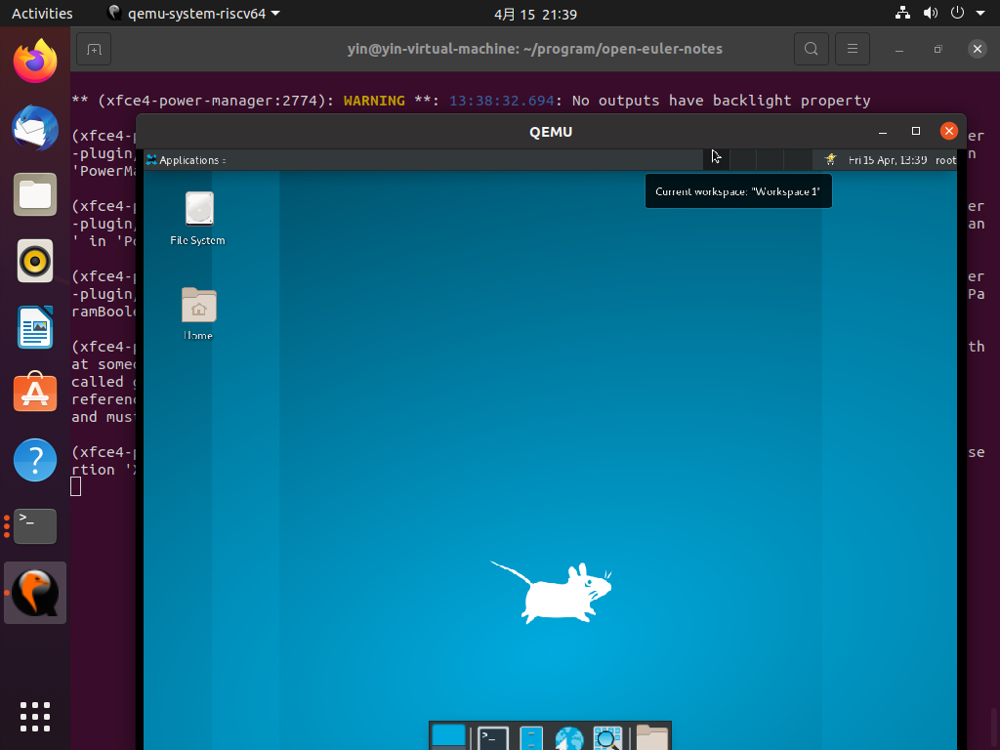 Activities
qemu-system-riscv64
4月 15 21:39
yin@yin-virtual-machine: ~/program/open-euler-notes
** (xfce4-power-manager:2774): WARNING **: 13:38:32.694: No outputs have backlight property
QEMU
Applications :
Fri 15 Apr, 13:39 root
Current workspace: "Workspace 1"
File System
Home
(xfce4-p
er
-plugin,
n
'PowerMa
(xfce4-p
er
-plugin,
an
' in 'Po
(xfce4-p
er
-plugin,
Pa
ramBoole
(xfce4-p
th
at some
called g
referenc
and mus
(xfce4-p
se
rtion 'X